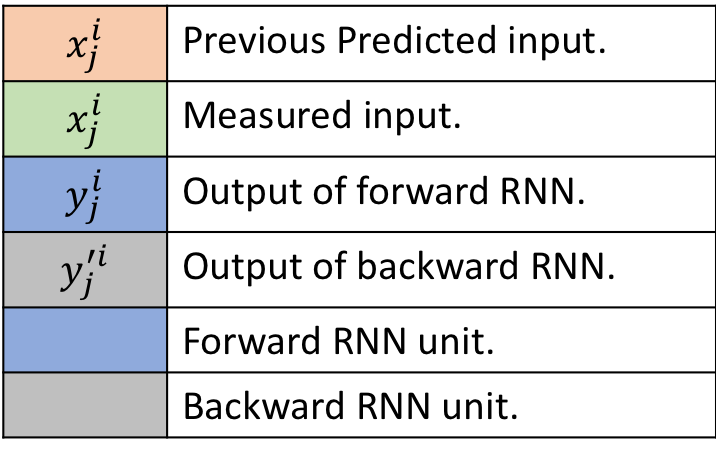 x_j^i Previous Predicted input.
x_j^i Measured input.
y_j^i Output of forward RNN.
y_j'^i Output of backward RNN.
Forward RNN unit.
Backward RNN unit.